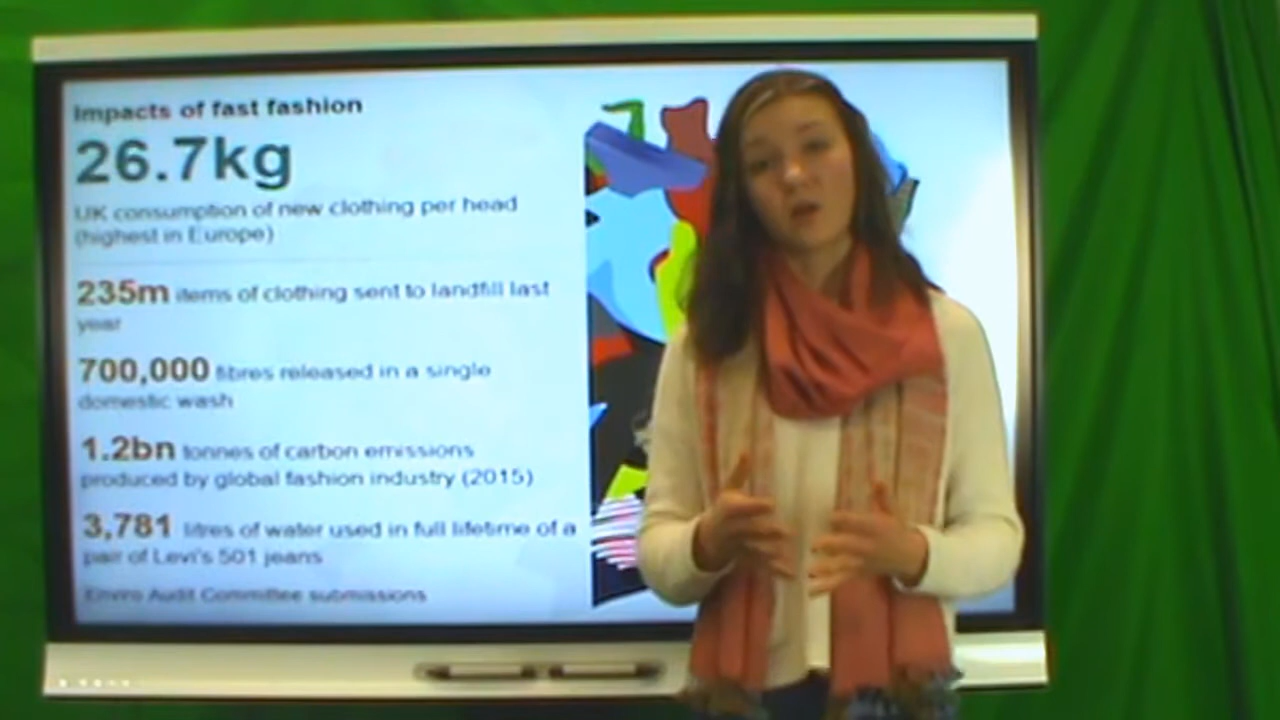 Impacts of fast fashion
26.7kg
UK consumption of new clothing per head
(highest in Europe)
235m items of clothing sent to landfill last
year
700,000 fibres released in a single
domestic wash
1.2bn tonnes of carbon emissions
produced by global fashion industry (2015)
3,781 litres of water used in full lifetime of a
pair of Levi's 501 jeans
Enviro Audit Committee submissions